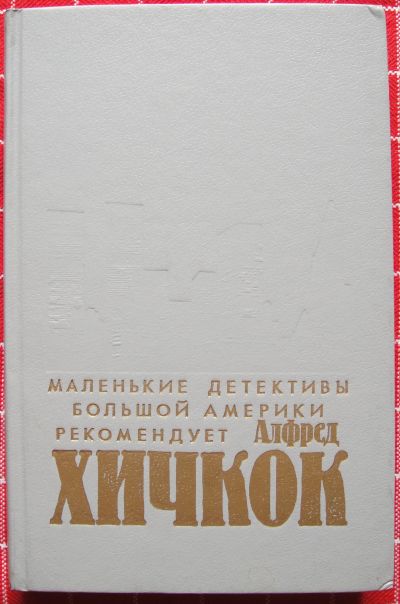 МАЛЕНЬКИЕ ДЕТЕКТИВЫ
БОЛЬШОЙ АМЕРИКИ
РЕКОМЕНДУЕТ Алфред
ХИЧКОК